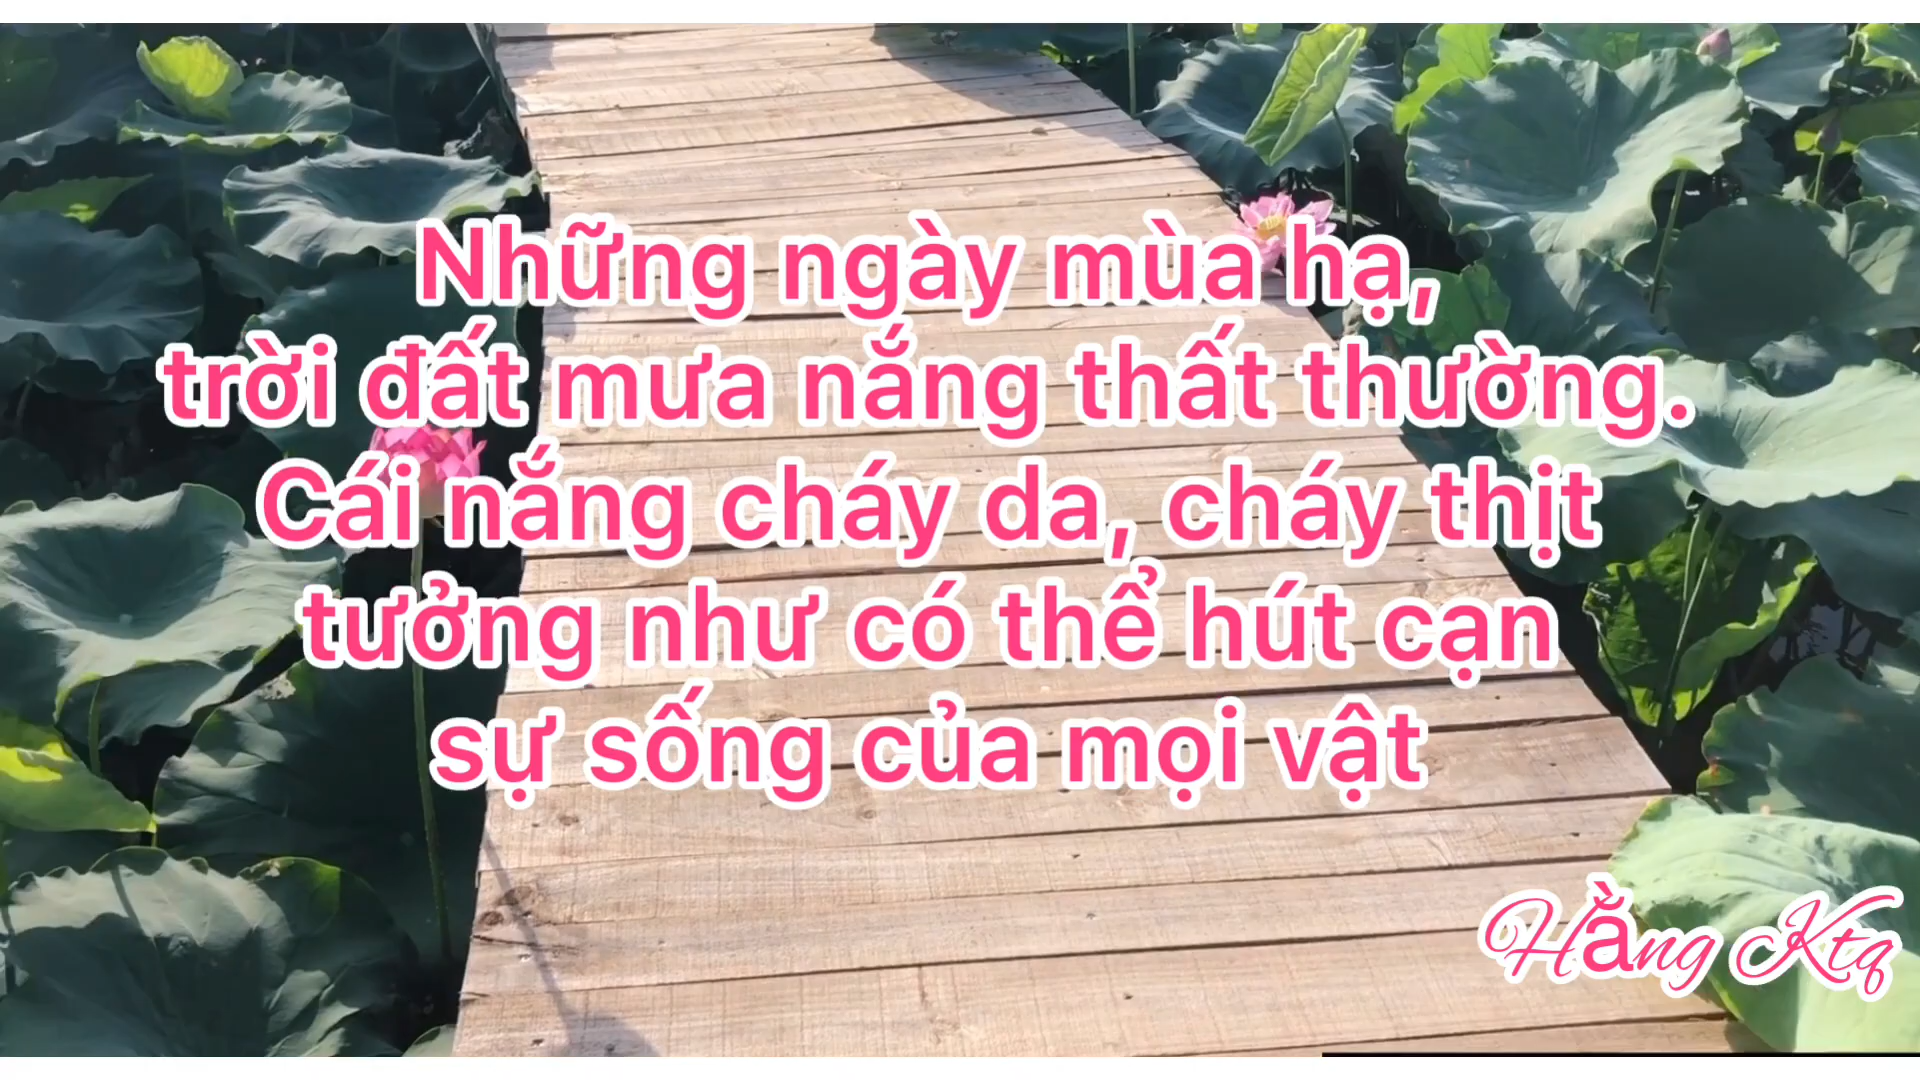 Những ngày mùa hạ,
trời đất mưa nắng thất thường.
Cái nắng cháy da, cháy thịt
tưởng như có thể hút cạn
sự sống của mọi vật
Hằng Ktq